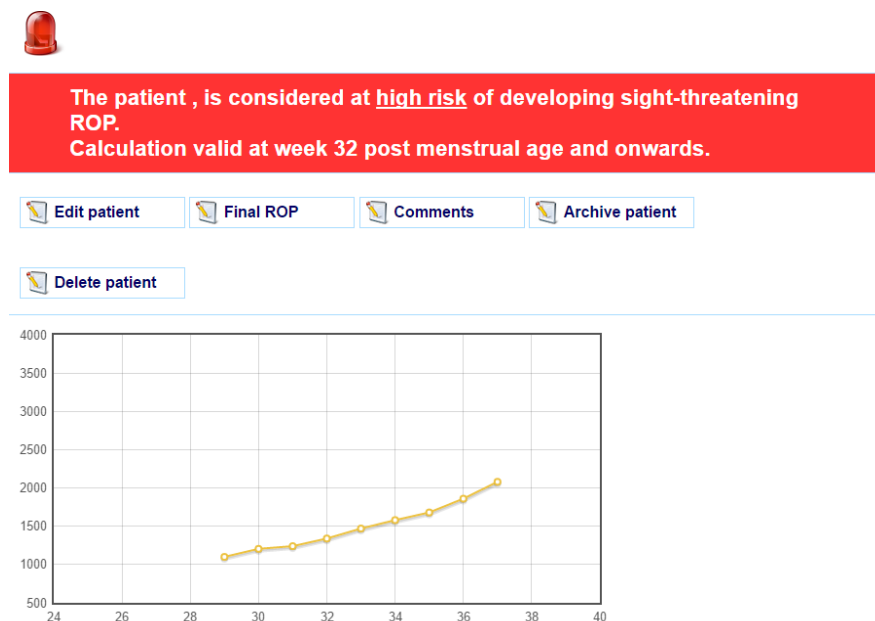 The patient , is considered at high risk of developing sight-threatening
ROP.
Calculation valid at week 32 post menstrual age and onwards.
Edit patient
Final ROP
Comments
Archive patient
Delete patient
4000
3500
3000
2500
2000
1500
1000
500
24 26 28 30 32 34 36 38 40